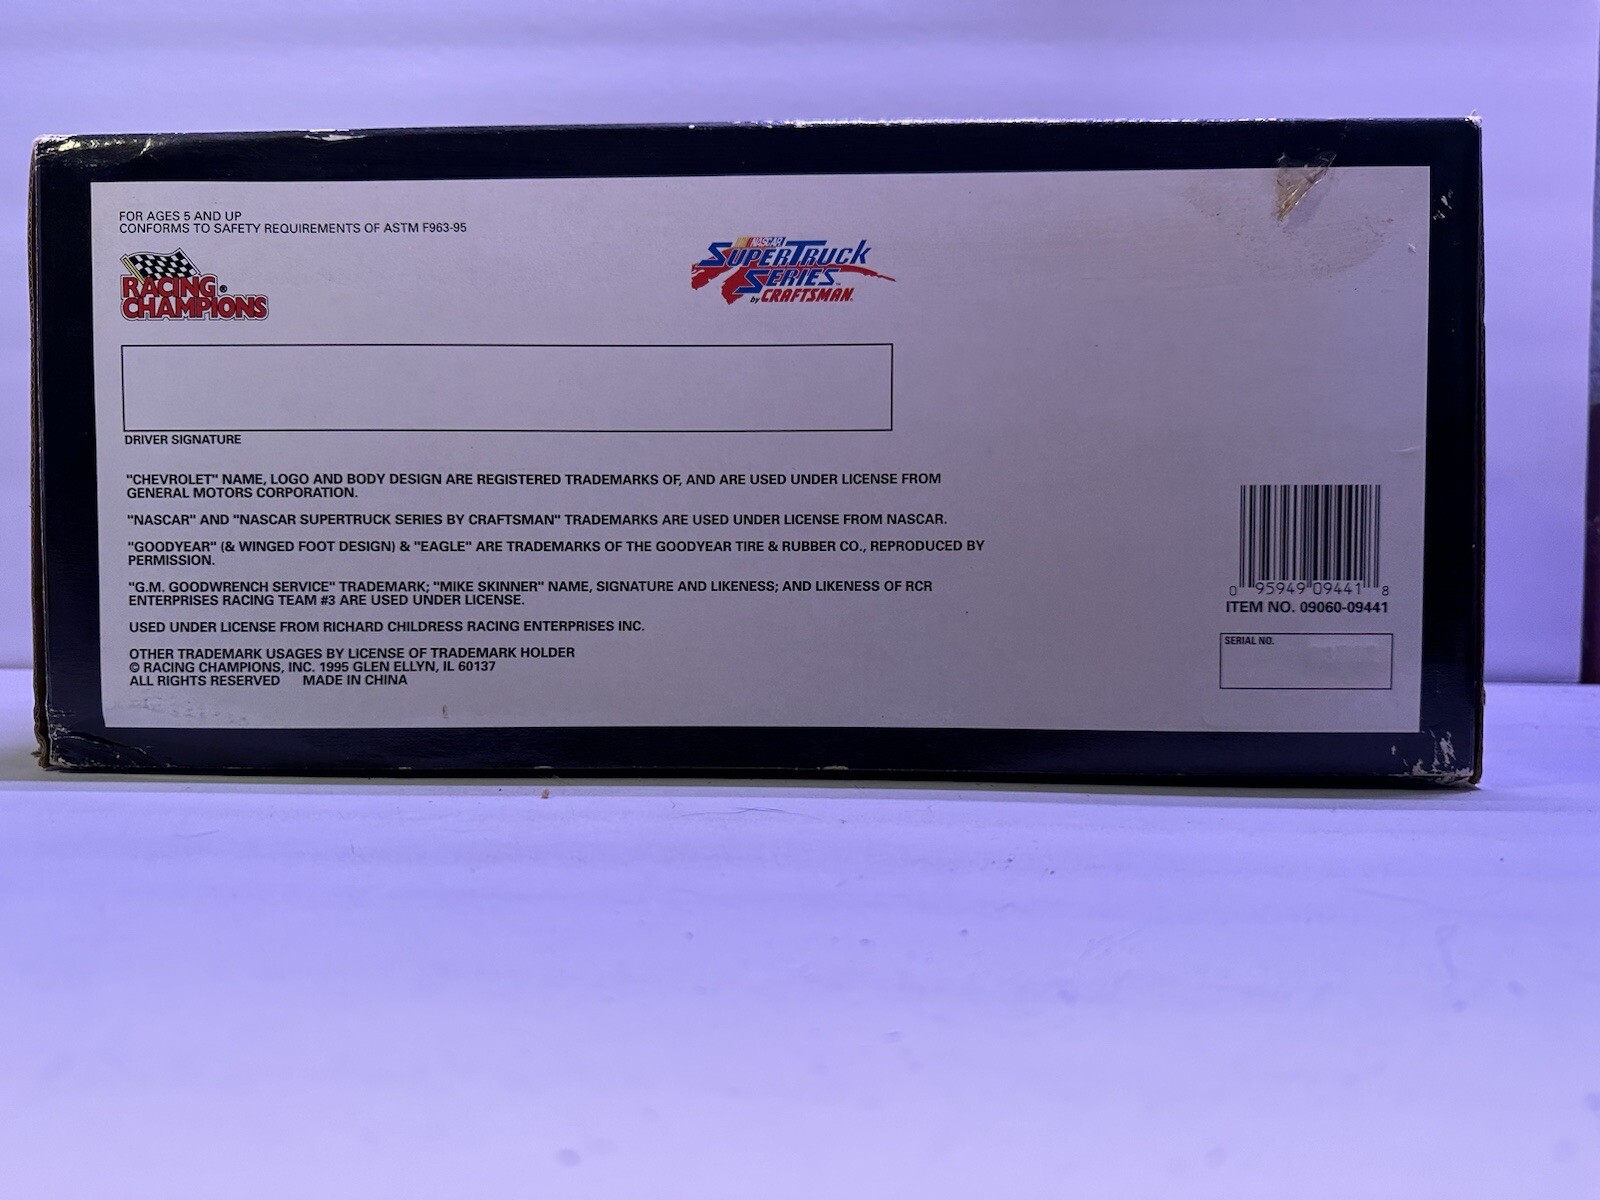 FOR AGES 5 AND UP
CONFORMS TO SAFETY REQUIREMENTS OF ASTM F963-95
RACING ®
CHAMPIONS
NASCAR
SUPERTRUCK
SERIES
by CRAFTSMAN
DRIVER SIGNATURE
"CHEVROLET" NAME, LOGO AND BODY DESIGN ARE REGISTERED TRADEMARKS OF, AND ARE USED UNDER LICENSE FROM
GENERAL MOTORS CORPORATION.
"NASCAR" AND "NASCAR SUPERTRUCK SERIES BY CRAFTSMAN" TRADEMARKS ARE USED UNDER LICENSE FROM NASCAR.
"GOODYEAR" (& WINGED FOOT DESIGN) & "EAGLE" ARE TRADEMARKS OF THE GOODYEAR TIRE & RUBBER CO., REPRODUCED BY
PERMISSION.
"G.M. GOODWRENCH SERVICE" TRADEMARK; "MIKE SKINNER" NAME, SIGNATURE AND LIKENESS; AND LIKENESS OF RCR
ENTERPRISES RACING TEAM #3 ARE USED UNDER LICENSE.
USED UNDER LICENSE FROM RICHARD CHILDRESS RACING ENTERPRISES INC.
OTHER TRADEMARK USAGES BY LICENSE OF TRADEMARK HOLDER
© RACING CHAMPIONS, INC. 1995 GLEN ELLYN, IL 60137
ALL RIGHTS RESERVED MADE IN CHINA
0 95949 09441 8
ITEM NO. 09060-09441
SERIAL NO.